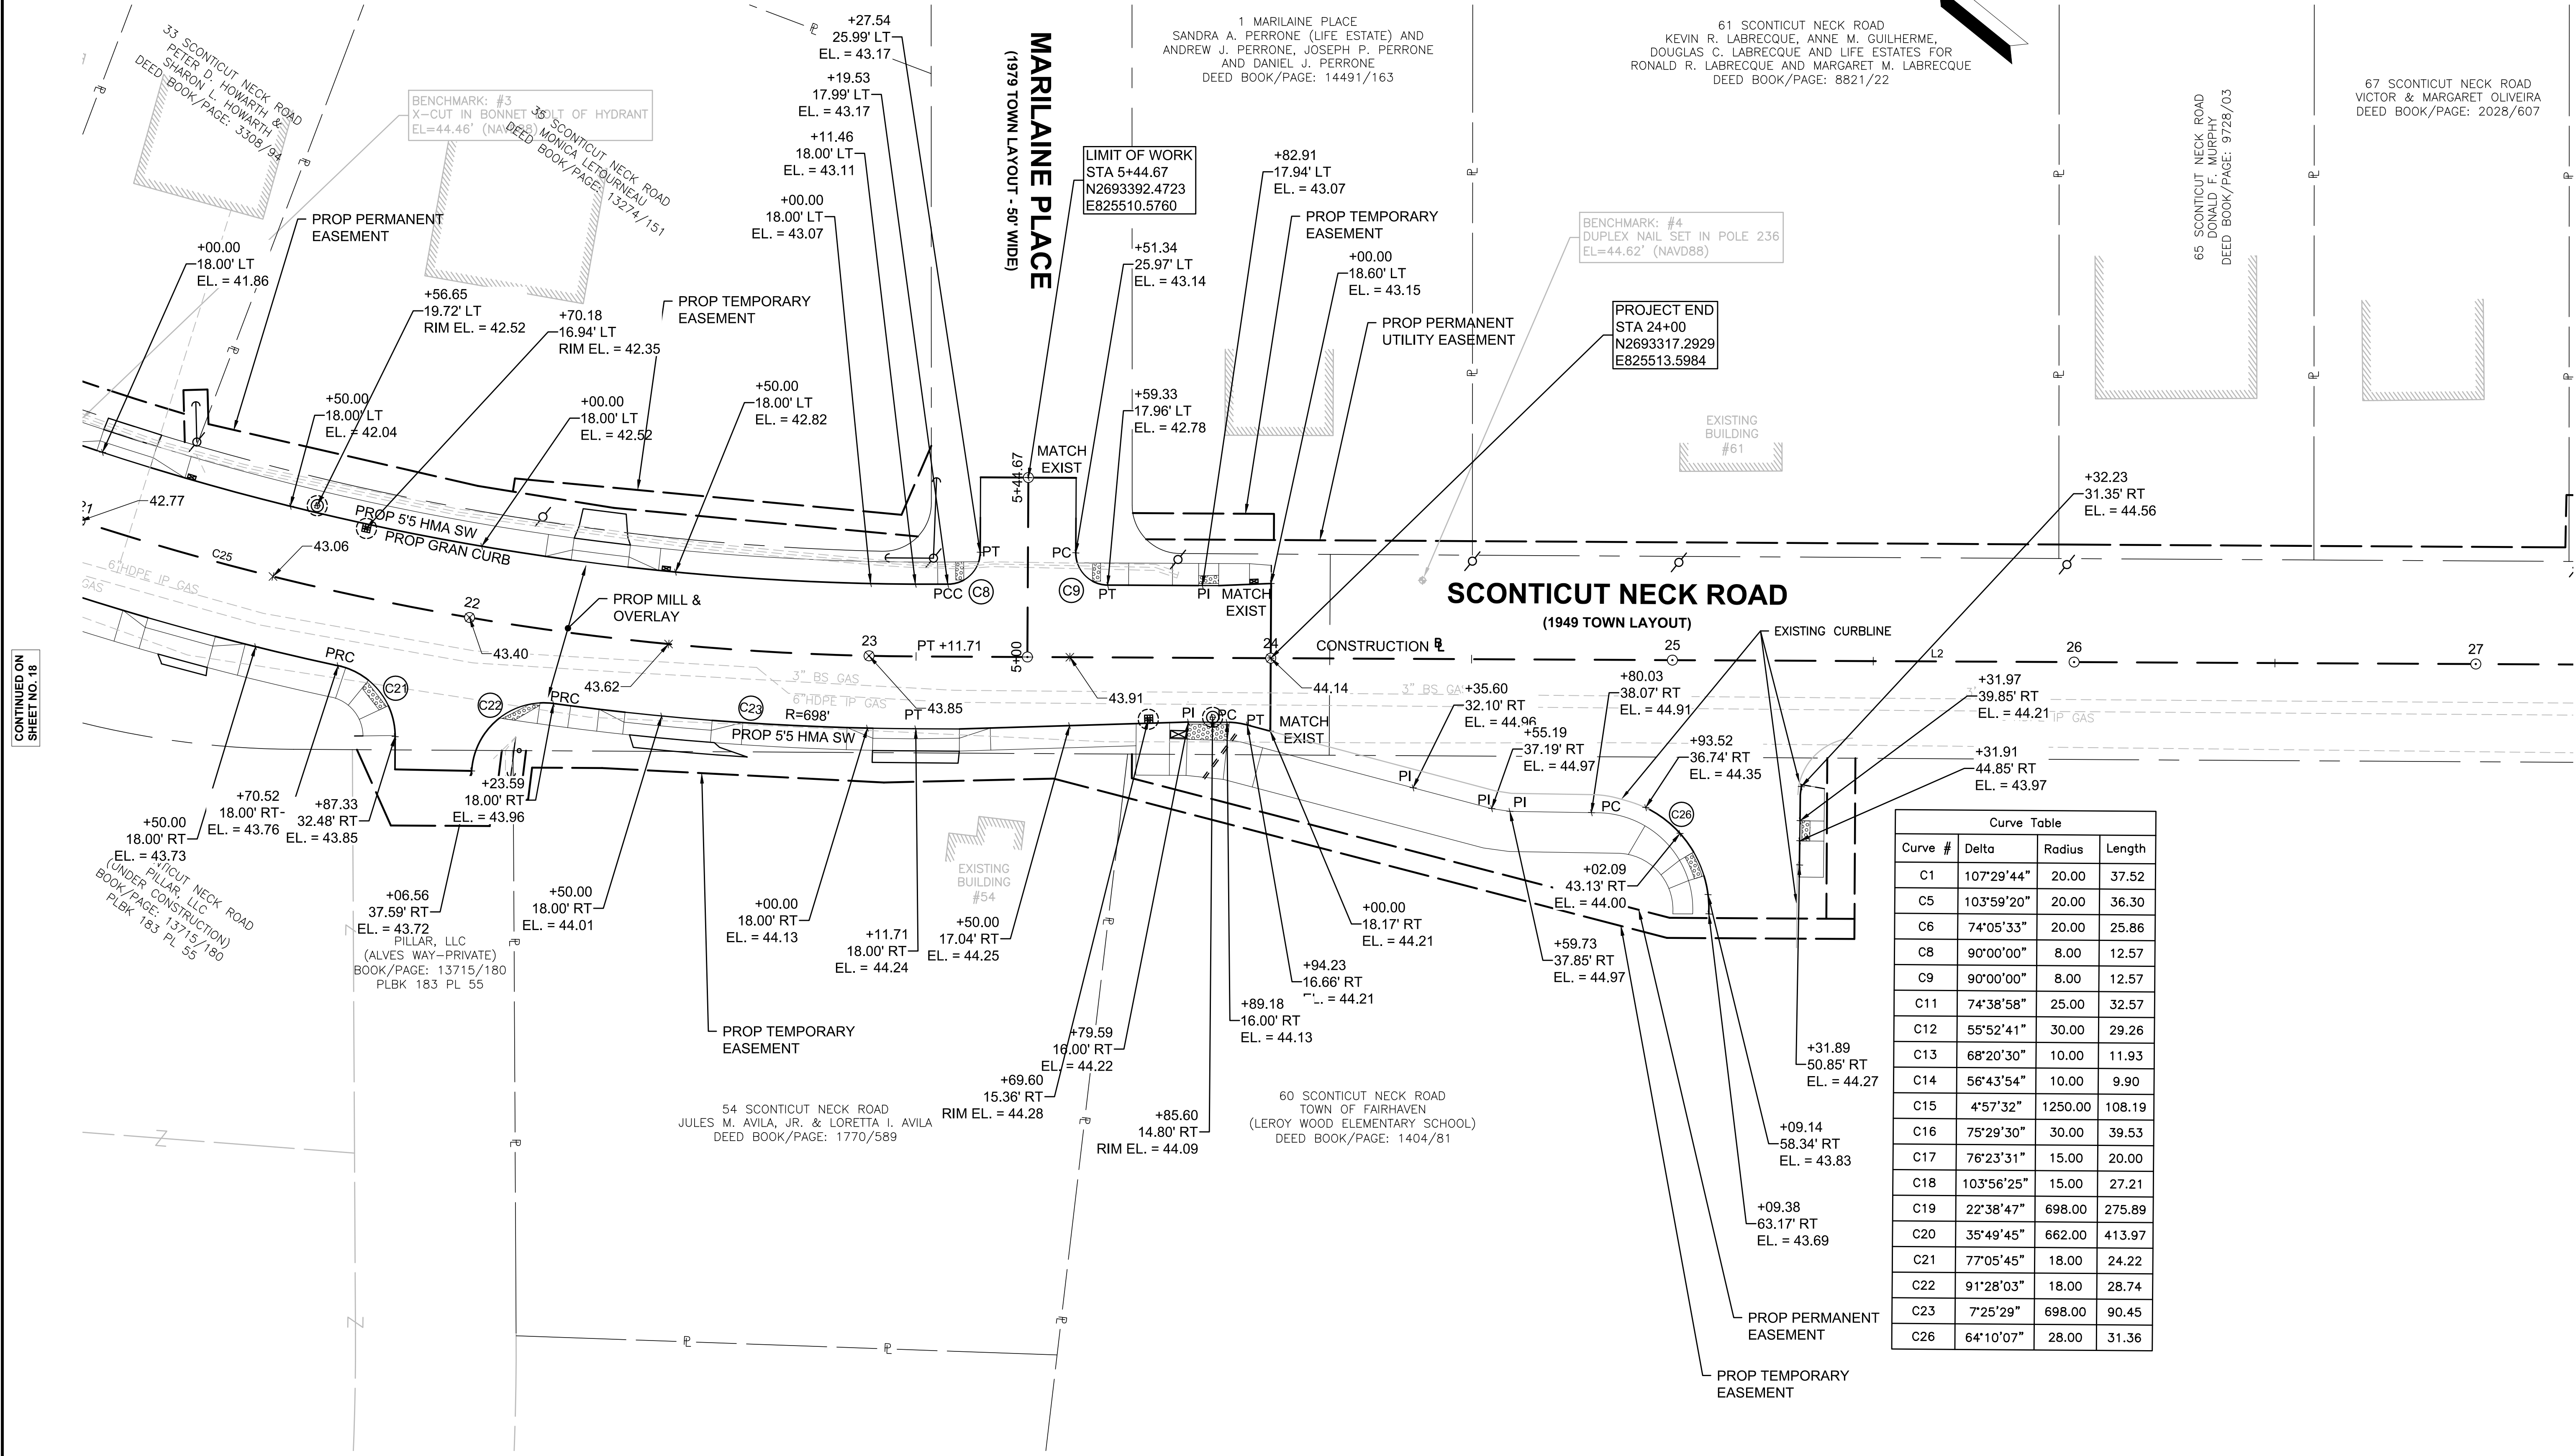 CONTINUED ON
SHEET NO. 18
33 SCONTICUT NECK ROAD
PETER D. HOWARTH &
SHARON L. HOWARTH
DEED BOOK/PAGE: 3308/94
BENCHMARK: #3
X-CUT IN BONNET BOLT OF HYDRANT
EL=44.46' (NAVD88)
35 SCONTICUT NECK ROAD
MONICA LETOURNEAU
DEED BOOK/PAGE: 13274/151
MARILAINE PLACE
(1979 TOWN LAYOUT - 50' WIDE)
1 MARILAINE PLACE
SANDRA A. PERRONE (LIFE ESTATE) AND
ANDREW J. PERRONE, JOSEPH P. PERRONE
AND DANIEL J. PERRONE
DEED BOOK/PAGE: 14491/163
61 SCONTICUT NECK ROAD
KEVIN R. LABRECQUE, ANNE M. GUILHERME,
DOUGLAS C. LABRECQUE AND LIFE ESTATES FOR
RONALD R. LABRECQUE AND MARGARET M. LABRECQUE
DEED BOOK/PAGE: 8821/22
65 SCONTICUT NECK ROAD
DONALD F. MURPHY
DEED BOOK/PAGE: 9728/03
67 SCONTICUT NECK ROAD
VICTOR & MARGARET OLIVEIRA
DEED BOOK/PAGE: 2028/607
+27.54
25.99' LT
EL. = 43.17
+19.53
17.99' LT
EL. = 43.17
+11.46
18.00' LT
EL. = 43.11
+00.00
18.00' LT
EL. = 43.07
LIMIT OF WORK
STA 5+44.67
N2693392.4723
E825510.5760
+82.91
17.94' LT
EL. = 43.07
PROP TEMPORARY
EASEMENT
+51.34
25.97' LT
EL. = 43.14
+00.00
18.60' LT
EL. = 43.15
BENCHMARK: #4
DUPLEX NAIL SET IN POLE 236
EL=44.62' (NAVD88)
PROP PERMANENT
EASEMENT
+00.00
18.00' LT
EL. = 41.86
+56.65
19.72' LT
RIM EL. = 42.52
+70.18
16.94' LT
RIM EL. = 42.35
PROP TEMPORARY
EASEMENT
PROP PERMANENT
UTILITY EASEMENT
PROJECT END
STA 24+00
N2693317.2929
E825513.5984
+50.00
18.00' LT
EL. = 42.04
+00.00
18.00' LT
EL. = 42.52
+50.00
18.00' LT
EL. = 42.82
+59.33
17.96' LT
EL. = 42.78
EXISTING
BUILDING
#61
MATCH
EXIST
5+44.67
+32.23
31.35' RT
EL. = 44.56
42.77
PROP 5'5 HMA SW
PROP GRAN CURB
C25
43.06
6"HDPE IP GAS
GAS
PT
PC
PCC
C8
C9
PT
PI
MATCH
EXIST
SCONTICUT NECK ROAD
(1949 TOWN LAYOUT)
PROP MILL &
OVERLAY
22
43.40
23
PT +11.71
5+00
24
CONSTRUCTION BL
EXISTING CURBLINE
25
L2
26
27
43.62
43.85
43.91
44.14
3" BS GAS
6"HDPE IP GAS
3" BS GAS
IP GAS
PRC
C21
C22
PRC
C23
R=698'
PT
PROP 5'5 HMA SW
PI
PC
PT
MATCH
EXIST
+35.60
32.10' RT
EL. = 44.96
+55.19
37.19' RT
EL. = 44.97
+80.03
38.07' RT
EL. = 44.91
+93.52
36.74' RT
EL. = 44.35
+31.97
39.85' RT
EL. = 44.21
+31.91
44.85' RT
EL. = 43.97
PI
PI
PI
PC
C26
+50.00
18.00' RT
EL. = 43.73
+70.52
18.00' RT
EL. = 43.76
+87.33
32.48' RT
EL. = 43.85
+23.59
18.00' RT
EL. = 43.96
NTICUT NECK ROAD
PILLAR, LLC
(UNDER CONSTRUCTION)
BOOK/PAGE: 13715/180
PLBK 183 PL 55
+06.56
37.59' RT
EL. = 43.72
PILLAR, LLC
(ALVES WAY-PRIVATE)
BOOK/PAGE: 13715/180
PLBK 183 PL 55
+50.00
18.00' RT
EL. = 44.01
+00.00
18.00' RT
EL. = 44.13
+11.71
18.00' RT
EL. = 44.24
EXISTING
BUILDING
#54
+50.00
17.04' RT
EL. = 44.25
+02.09
43.13' RT
EL. = 44.00
+00.00
18.17' RT
EL. = 44.21
+94.23
16.66' RT
EL. = 44.21
+59.73
37.85' RT
EL. = 44.97
+89.18
16.00' RT
EL. = 44.13
+79.59
16.00' RT
EL. = 44.22
+69.60
15.36' RT
RIM EL. = 44.28
+85.60
14.80' RT
RIM EL. = 44.09
PROP TEMPORARY
EASEMENT
54 SCONTICUT NECK ROAD
JULES M. AVILA, JR. & LORETTA I. AVILA
DEED BOOK/PAGE: 1770/589
60 SCONTICUT NECK ROAD
TOWN OF FAIRHAVEN
(LEROY WOOD ELEMENTARY SCHOOL)
DEED BOOK/PAGE: 1404/81
+31.89
50.85' RT
EL. = 44.27
+09.14
58.34' RT
EL. = 43.83
+09.38
63.17' RT
EL. = 43.69
PROP PERMANENT
EASEMENT
PROP TEMPORARY
EASEMENT
Curve Table
Curve # Delta Radius Length
C1 107°29'44" 20.00 37.52
C5 103°59'20" 20.00 36.30
C6 74°05'33" 20.00 25.86
C8 90°00'00" 8.00 12.57
C9 90°00'00" 8.00 12.57
C11 74°38'58" 25.00 32.57
C12 55°52'41" 30.00 29.26
C13 68°20'30" 10.00 11.93
C14 56°43'54" 10.00 9.90
C15 4°57'32" 1250.00 108.19
C16 75°29'30" 30.00 39.53
C17 76°23'31" 15.00 20.00
C18 103°56'25" 15.00 27.21
C19 22°38'47" 698.00 275.89
C20 35°49'45" 662.00 413.97
C21 77°05'45" 18.00 24.22
C22 91°28'03" 18.00 28.74
C23 7°25'29" 698.00 90.45
C26 64°10'07" 28.00 31.36